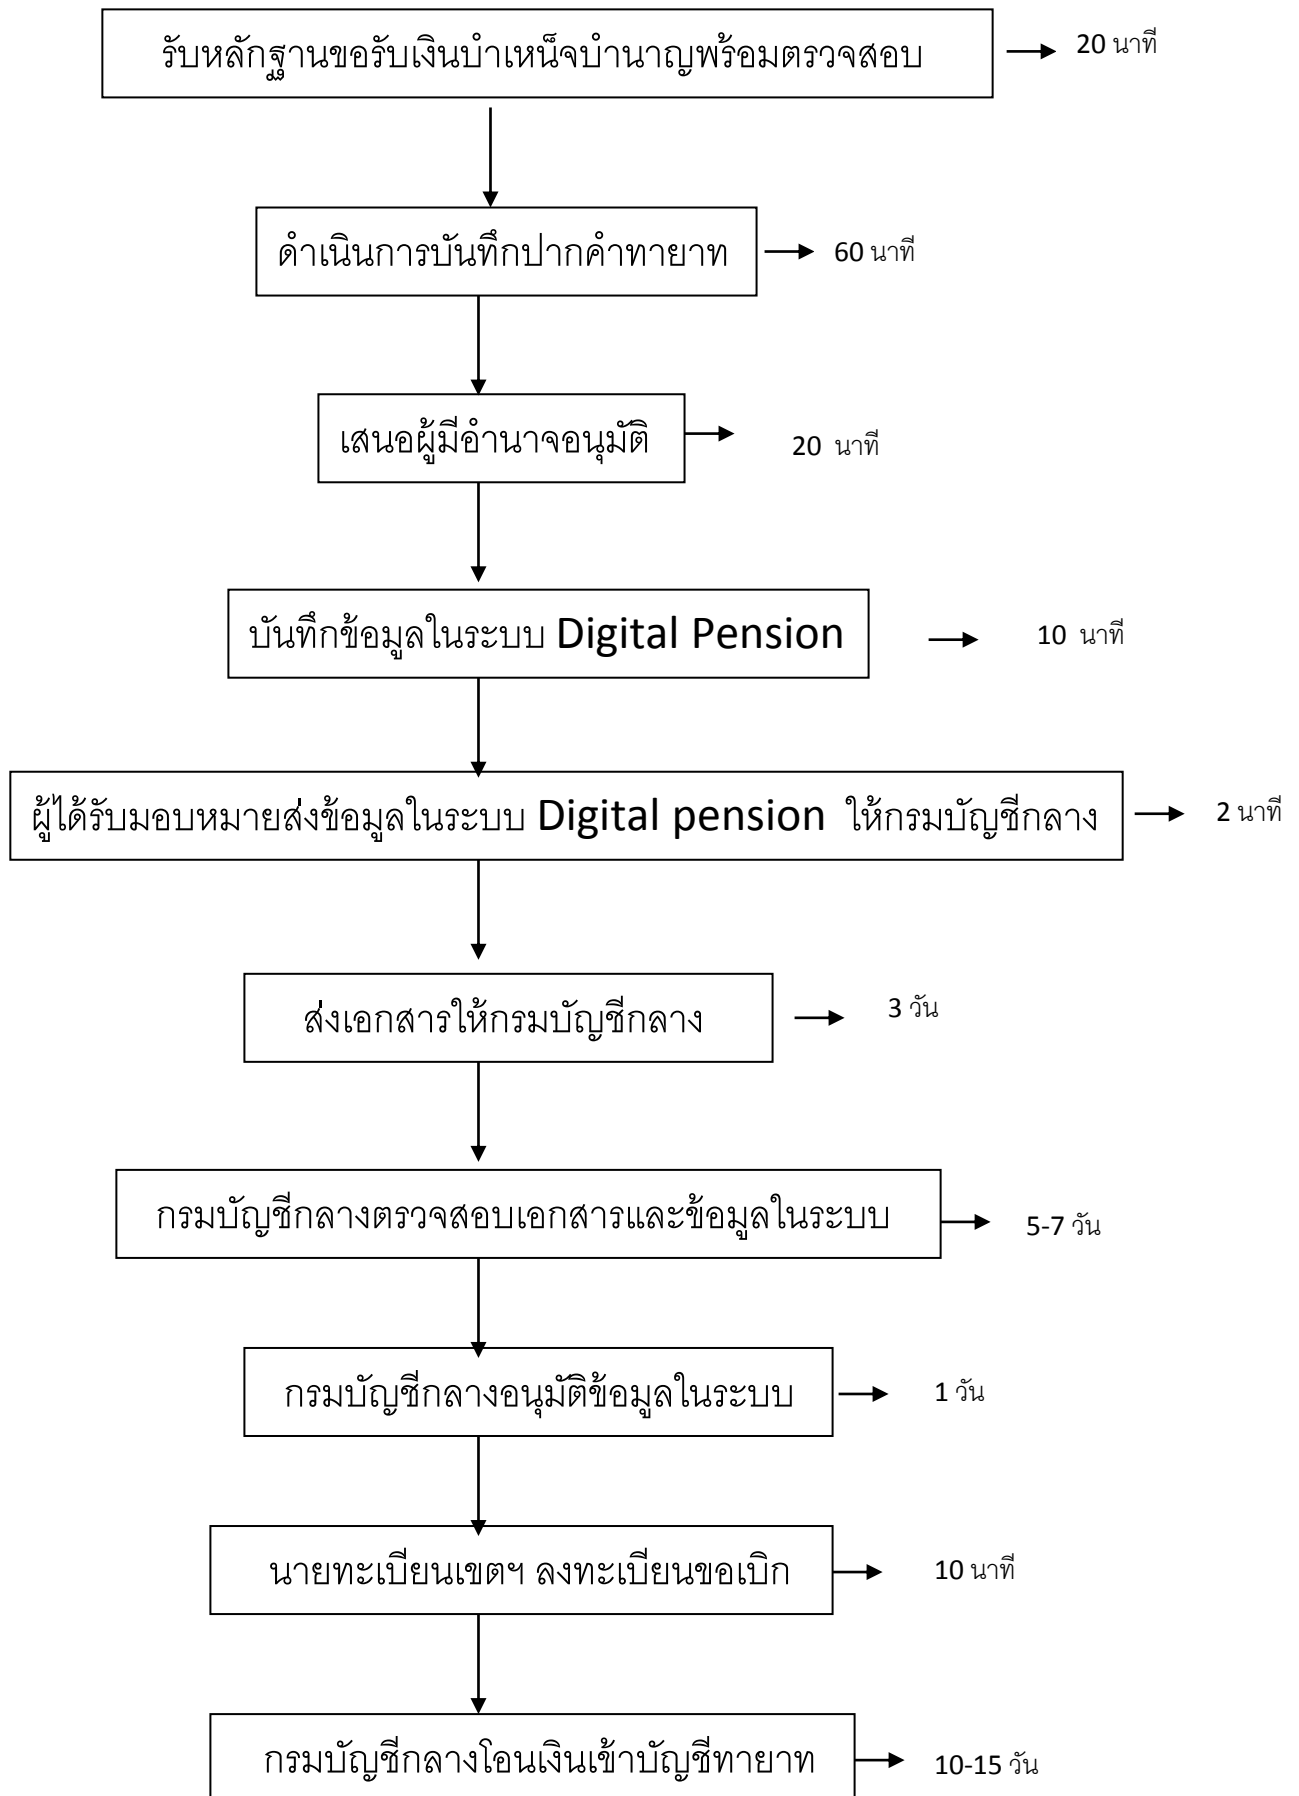 รับหลักฐานขอรับเงินบำเหน็จบำนาญพร้อมตรวจสอบ 20 นาที
ดำเนินการบันทึกปากคำทายาท 60 นาที
เสนอผู้มีอำนาจอนุมัติ 20 นาที
บันทึกข้อมูลในระบบ Digital Pension 10 นาที
ผู้ได้รับมอบหมายส่งข้อมูลในระบบ Digital pension ให้กรมบัญชีกลาง 2 นาที
ส่งเอกสารให้กรมบัญชีกลาง 3 วัน
กรมบัญชีกลางตรวจสอบเอกสารและข้อมูลในระบบ 5-7 วัน
กรมบัญชีกลางอนุมัติข้อมูลในระบบ 1 วัน
นายทะเบียนเขตฯ ลงทะเบียนขอเบิก 10 นาที
กรมบัญชีกลางโอนเงินเข้าบัญชีทายาท 10-15 วัน